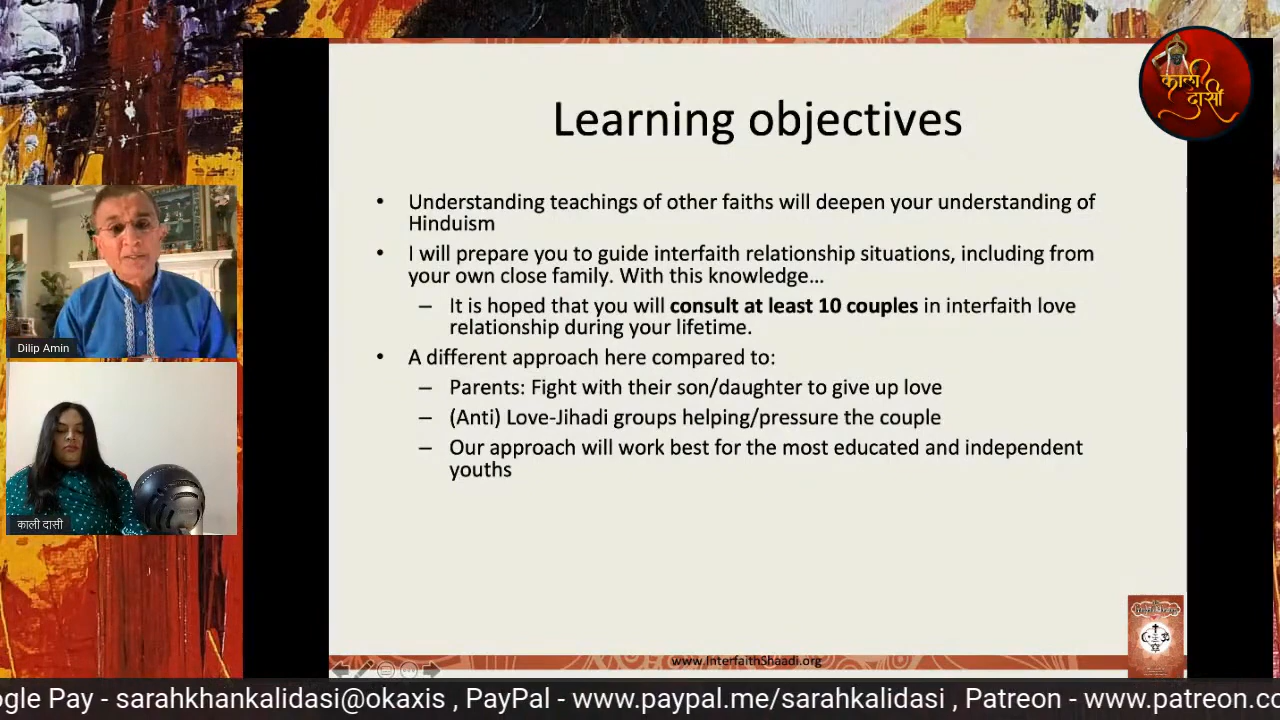 काली
दासी
Learning objectives
• Understanding teachings of other faiths will deepen your understanding of
Hinduism
• I will prepare you to guide interfaith relationship situations, including from
your own close family. With this knowledge…
– It is hoped that you will consult at least 10 couples in interfaith love
relationship during your lifetime.
• A different approach here compared to:
– Parents: Fight with their son/daughter to give up love
– (Anti) Love-Jihadi groups helping/pressure the couple
– Our approach will work best for the most educated and independent
youths
Dilip Amin
काली दासी
www.InterfaithShaadi.org
ogle Pay - sarahkhankalidasi@okaxis , PayPal - www.paypal.me/sarahkalidasi , Patreon - www.patreon.co